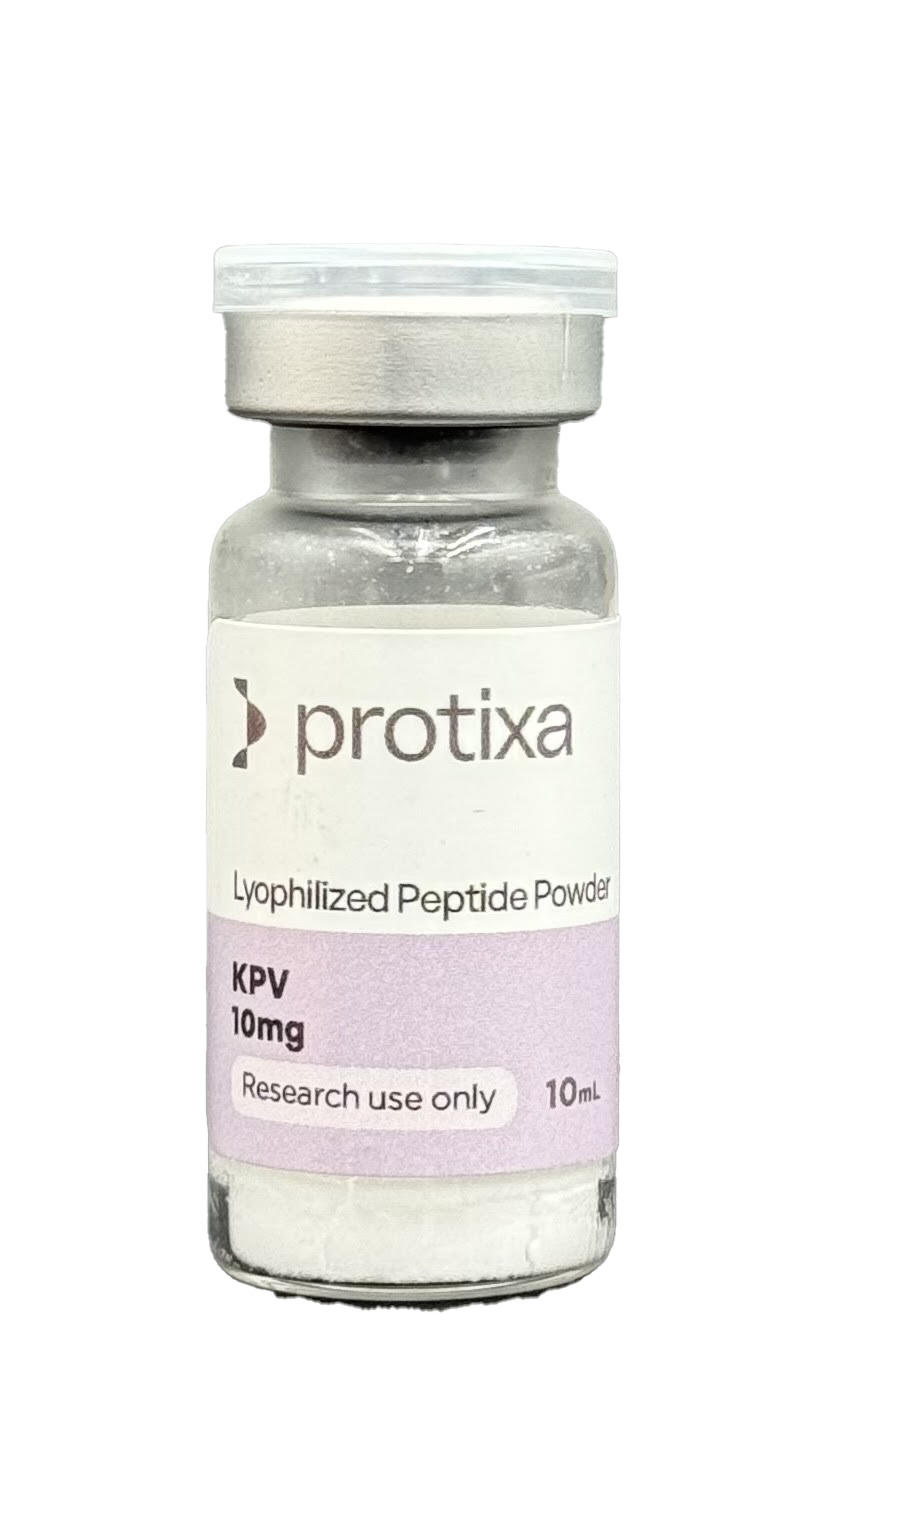 protixa
Lyophilized Peptide Powder
KPV
10mg
Research use only 10mL